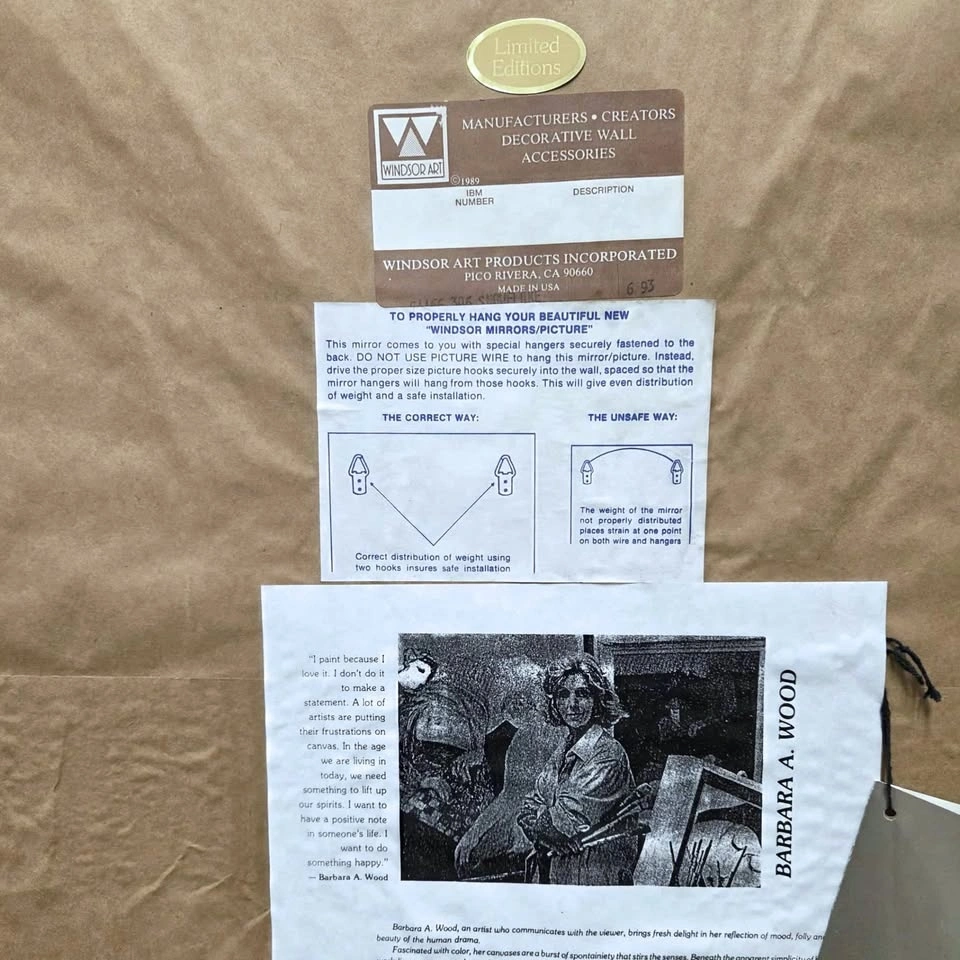 Limited
Editions
WINDSOR ART
MANUFACTURERS • CREATORS
DECORATIVE WALL
ACCESSORIES
©1989
IBM
NUMBER
DESCRIPTION
WINDSOR ART PRODUCTS INCORPORATED
PICO RIVERA, CA 90660
MADE IN USA
6 93
TO PROPERLY HANG YOUR BEAUTIFUL NEW
"WINDSOR MIRRORS/PICTURE"
This mirror comes to you with special hangers securely fastened to the
back. DO NOT USE PICTURE WIRE to hang this mirror/picture. Instead,
drive the proper size picture hooks securely into the wall, spaced so that the
mirror hangers will hang from those hooks. This will give even distribution
of weight and a safe installation.
THE CORRECT WAY:
Correct distribution of weight using
two hooks insures safe installation
THE UNSAFE WAY:
The weight of the mirror
not properly distributed
places strain at one point
on both wire and hangers
"I paint because I
love it. I don't do it
to make a
statement. A lot of
artists are putting
their frustrations on
canvas. In the age
we are living in
today, we need
something to lift up
our spirits. I want to
have a positive note
in someone's life. I
want to do
something happy."
— Barbara A. Wood
BARBARA A. WOOD
Barbara A. Wood, an artist who communicates with the viewer, brings fresh delight in her reflection of mood, folly and
beauty of the human drama.
Fascinated with color, her canvases are a burst of spontainiety that stirs the senses. Beneath the apparent simplicity of